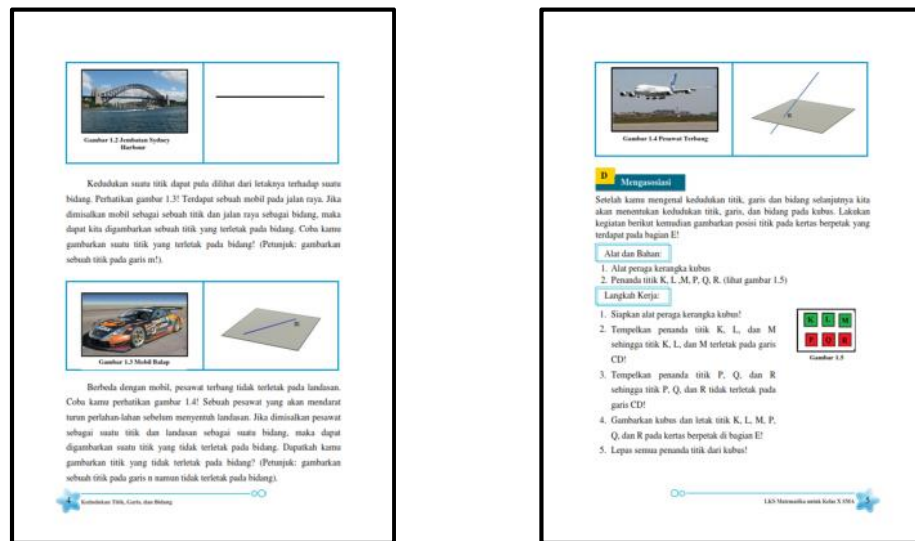 Gambar 1.2 Jembatan Sydney
Harbour
Kedudukan suatu titik dapat pula dilihat dari letaknya terhadap suatu
bidang. Perhatikan gambar 1.3! Terdapat sebuah mobil pada jalan raya. Jika
dimisalkan mobil sebagai sebuah titik dan jalan raya sebagai bidang, maka
dapat kita digambarkan sebuah titik yang terletak pada bidang. Coba kamu
gambarkan suatu titik yang terletak pada bidang! (Petunjuk: gambarkan
sebuah titik pada garis m!).
Gambar 1.3 Mobil Balap
Berbeda dengan mobil, pesawat terbang tidak terletak pada landasan.
Coba kamu perhatikan gambar 1.4! Sebuah pesawat yang akan mendarat
turun perlahan-lahan sebelum menyentuh landasan. Jika dimisalkan pesawat
sebagai suatu titik dan landasan sebagai suatu bidang, maka dapat
digambarkan suatu titik yang tidak terletak pada bidang. Dapatkah kamu
gambarkan titik yang tidak terletak pada bidang? (Petunjuk: gambarkan
sebuah titik pada garis n namun tidak terletak pada bidang).
4 Kedudukan Titik, Garis, dan Bidang
Gambar 1.4 Pesawat Terbang
D Mengasosiasi
Setelah kamu mengenal kedudukan titik, garis dan bidang selanjutnya kita
akan menentukan kedudukan titik, garis, dan bidang pada kubus. Lakukan
kegiatan berikut kemudian gambarkan posisi titik pada kertas berpetak yang
terdapat pada bagian E!
Alat dan Bahan:
1. Alat peraga kerangka kubus
2. Penanda titik K, L ,M, P, Q, R. (lihat gambar 1.5)
Langkah Kerja:
1. Siapkan alat peraga kerangka kubus!
2. Tempelkan penanda titik K, L, dan M
sehingga titik K, L, dan M terletak pada garis
CD!
3. Tempelkan penanda titik P, Q, dan R
sehingga titik P, Q, dan R tidak terletak pada
garis CD!
4. Gambarkan kubus dan letak titik K, L, M, P,
Q, dan R pada kertas berpetak di bagian E!
5. Lepas semua penanda titik dari kubus!
K L M
P Q R
Gambar 1.5
LKS Matematika untuk Kelas X SMA 5